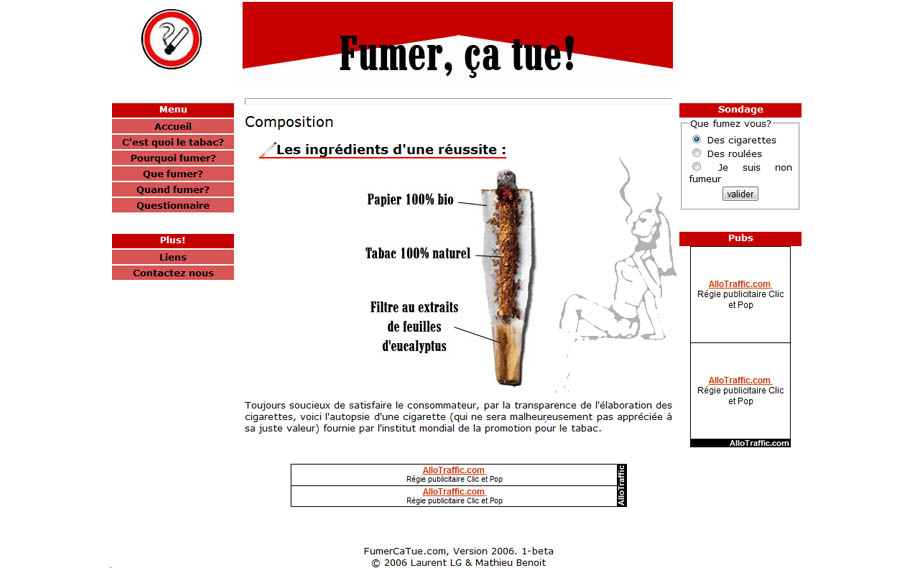 Fumer, ça tue!
Menu
Accueil
C'est quoi le tabac?
Pourquoi fumer?
Que fumez?
Quand fumez?
Questionnaire
Plus!
Liens
Contactez nous
Composition
Les ingrédients d'une réussite :
Papier 100% bio
Tabac 100% naturel
Filtre au extraits
de feuilles
d'eucalyptus
Toujours soucieux de satisfaire le consommateur, par la transparence de l'élaboration des
cigarettes, voici l'autopsie d'une cigarette (qui ne sera malheureusement pas appréciée à
sa juste valeur) fournie par l'institut mondial de la promotion pour le tabac.
AlloTraffic.com
Régie publicitaire Clic et Pop
AlloTraffic.com
Régie publicitaire Clic et Pop
AlloTraffic
Sondage
Que fumez vous?
Des cigarettes
Des roulées
Je suis non
fumeur
valider
Pubs
AlloTraffic.com
Régie publicitaire Clic
et Pop
AlloTraffic.com
Régie publicitaire Clic
et Pop
AlloTraffic.com
FumerCaTue.com, Version 2006. 1-beta
© 2006 Laurent LG & Mathieu Benoit